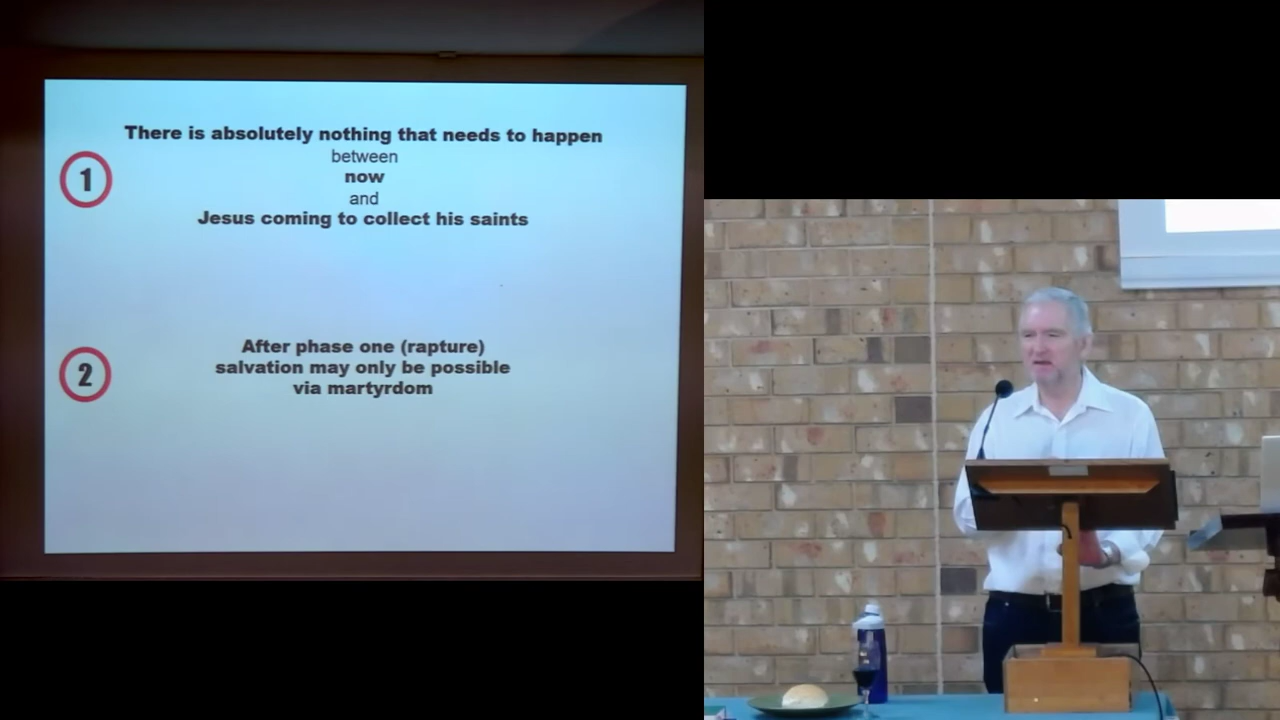 There is absolutely nothing that needs to happen
between
1
now
and
Jesus coming to collect his saints
After phase one (rapture)
2
salvation may only be possible
via martyrdom